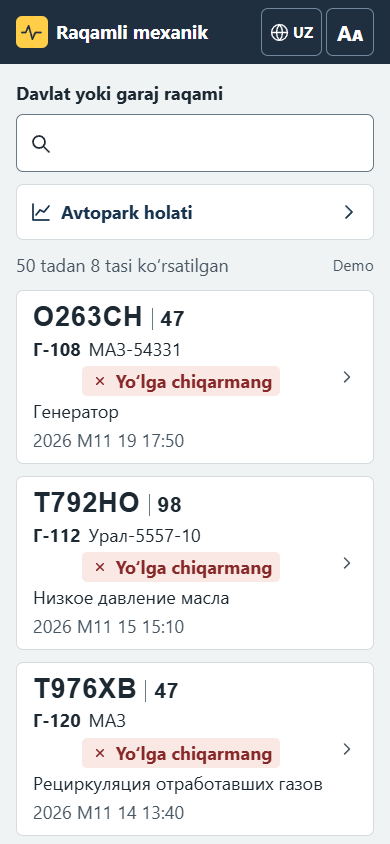 Raqamli mexanik
UZ
AA
Davlat yoki garaj raqami
Avtopark holati
50 tadan 8 tasi ko‘rsatilgan
Demo
О263СН | 47
Г-108 МАЗ-54331
× Yo‘lga chiqarmang
Генератор
2026 M11 19 17:50
Т792НО | 98
Г-112 Урал-5557-10
× Yo‘lga chiqarmang
Низкое давление масла
2026 M11 15 15:10
Т976ХВ | 47
Г-120 МАЗ
× Yo‘lga chiqarmang
Рециркуляция отработавших газов
2026 M11 14 13:40